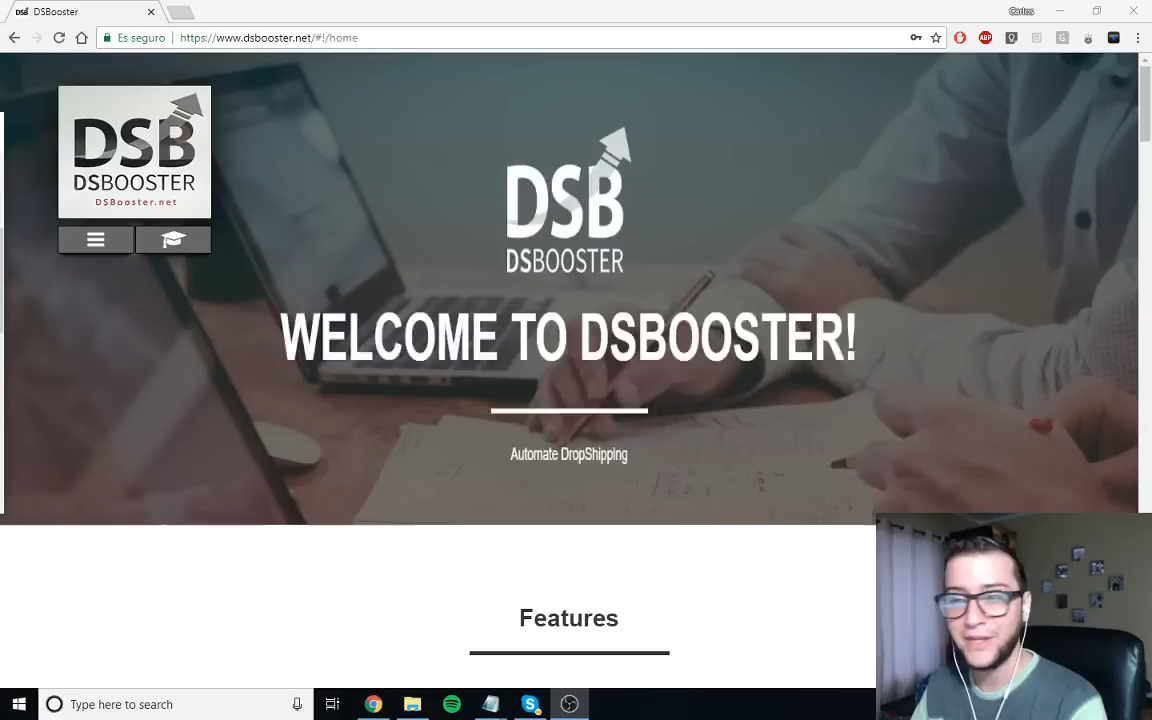 DSBooster
Carlos
Es seguro
https://www.dsbooster.net/#!/home
ABP
DSB
DSBOOSTER
DSBooster.net
DSB
DSBOOSTER
WELCOME TO DSBOOSTER!
Automate DropShipping
Features
Type here to search